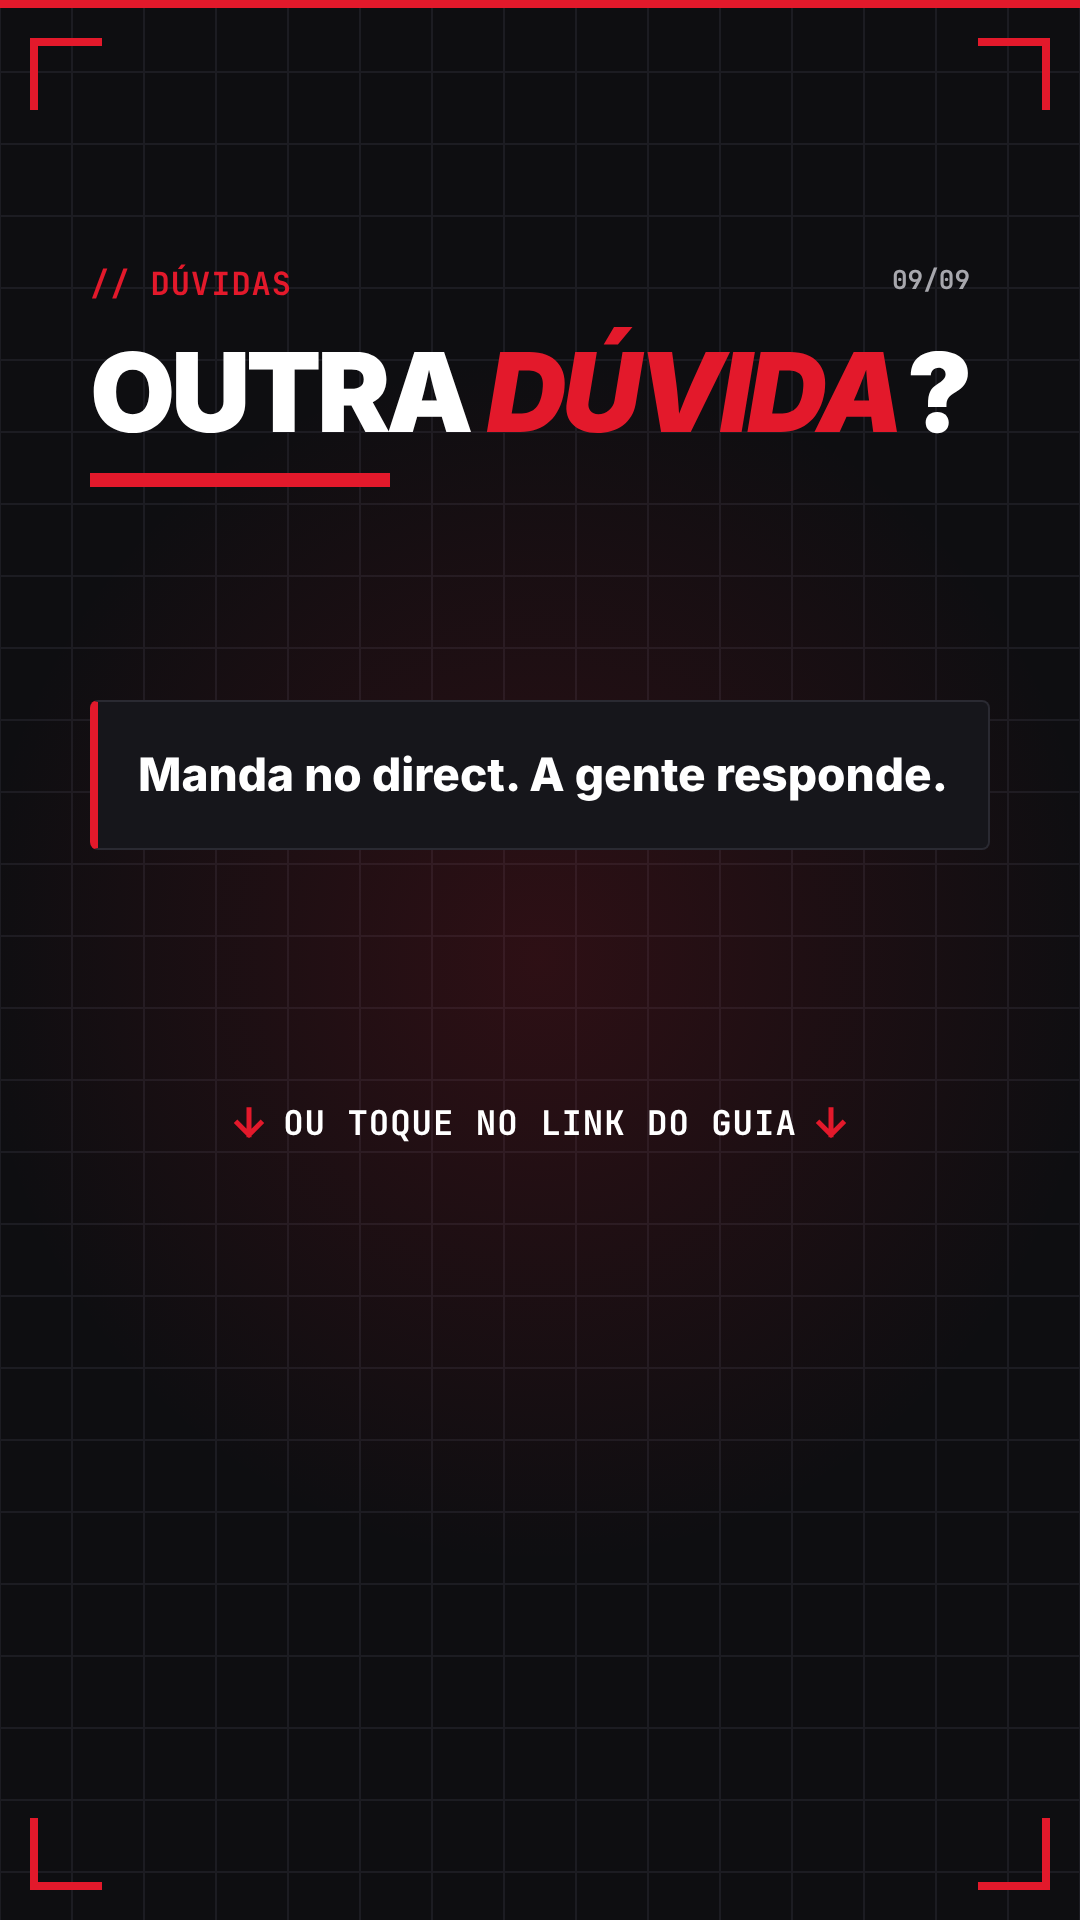 // DÚVIDAS
09/09
OUTRA DÚVIDA?
Manda no direct. A gente responde.
↓ OU TOQUE NO LINK DO GUIA ↓